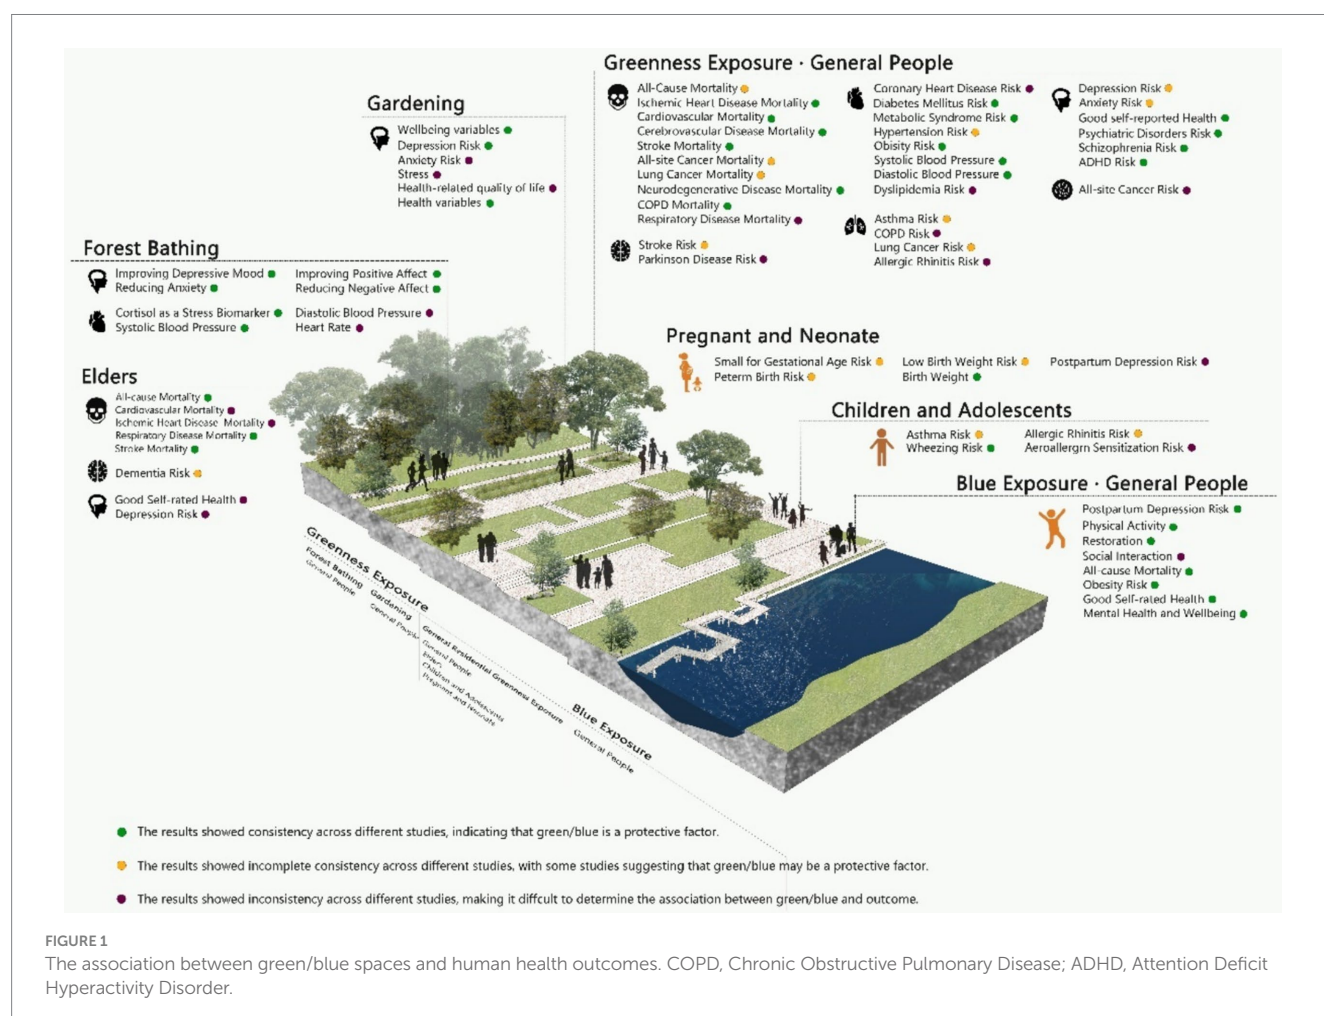 Greenness Exposure · General People
All-Cause Mortality
Ischemic Heart Disease Mortality
Cardiovascular Mortality
Cerebrovascular Disease Mortality
Stroke Mortality
All-site Cancer Mortality
Lung Cancer Mortality
Neurodegenerative Disease Mortality
COPD Mortality
Respiratory Disease Mortality
Stroke Risk
Parkinson Disease Risk
Coronary Heart Disease Risk
Diabetes Mellitus Risk
Metabolic Syndrome Risk
Hypertension Risk
Obisity Risk
Systolic Blood Pressure
Diastolic Blood Pressure
Dyslipidemia Risk
Asthma Risk
COPD Risk
Lung Cancer Risk
Allergic Rhinitis Risk
Depression Risk
Anxiety Risk
Good self-reported Health
Psychiatric Disorders Risk
Schizophrenia Risk
ADHD Risk
All-site Cancer Risk
Gardening
Wellbeing variables
Depression Risk
Anxiety Risk
Stress
Health-related quality of life
Health variables
Forest Bathing
Improving Depressive Mood
Reducing Anxiety
Improving Positive Affect
Reducing Negative Affect
Cortisol as a Stress Biomarker
Systolic Blood Pressure
Diastolic Blood Pressure
Heart Rate
Elders
All-cause Mortality
Cardiovascular Mortality
Ischemic Heart Disease Mortality
Respiratory Disease Mortality
Stroke Mortality
Dementia Risk
Good Self-rated Health
Depression Risk
Pregnant and Neonate
Small for Gestational Age Risk
Peterm Birth Risk
Low Birth Weight Risk
Birth Weight
Postpartum Depression Risk
Children and Adolescents
Asthma Risk
Wheezing Risk
Allergic Rhinitis Risk
Aeroallergrn Sensitization Risk
Blue Exposure · General People
Postpartum Depression Risk
Physical Activity
Restoration
Social Interaction
All-cause Mortality
Obesity Risk
Good Self-rated Health
Mental Health and Wellbeing
Greenness Exposure
Forest Bathing
General People
Gardening
General People
General Residential Greenness Exposure
General People
Elders
Children and Adolescents
Pregnant and Neonate
Blue Exposure
General People
The results showed consistency across different studies, indicating that green/blue is a protective factor.
The results showed incomplete consistency across different studies, with some studies suggesting that green/blue may be a protective factor.
The results showed inconsistency across different studies, making it diffcult to determine the association between green/blue and outcome.
FIGURE 1
The association between green/blue spaces and human health outcomes. COPD, Chronic Obstructive Pulmonary Disease; ADHD, Attention Deficit
Hyperactivity Disorder.